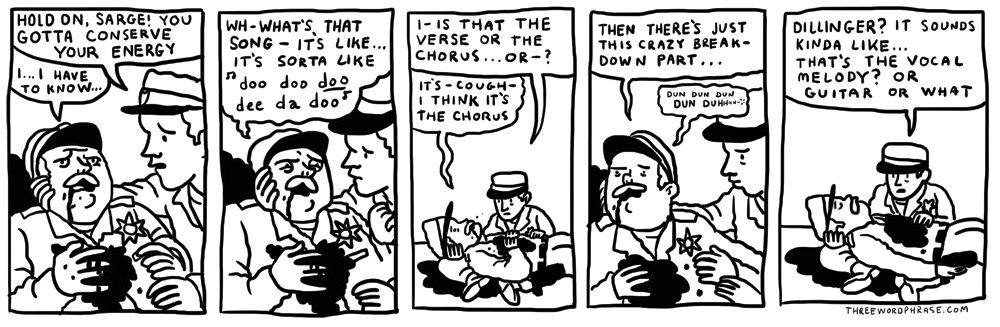 HOLD ON, SARGE! YOU
GOTTA CONSERVE
YOUR ENERGY
I...I HAVE
TO KNOW...
WH-WHAT'S THAT
SONG - IT'S LIKE...
IT'S SORTA LIKE
doo doo doo
dee da doo
I-IS THAT THE
VERSE OR THE
CHORUS...OR-?
IT'S-COUGH-
I THINK IT'S
THE CHORUS
THEN THERE'S JUST
THIS CRAZY BREAK-
DOWN PART...
DUN DUN DUN
DUN DUHHHH-
DILLINGER? IT SOUNDS
KINDA LIKE...
THAT'S THE VOCAL
MELODY? OR
GUITAR OR WHAT
THREEWORDPHRASE.COM